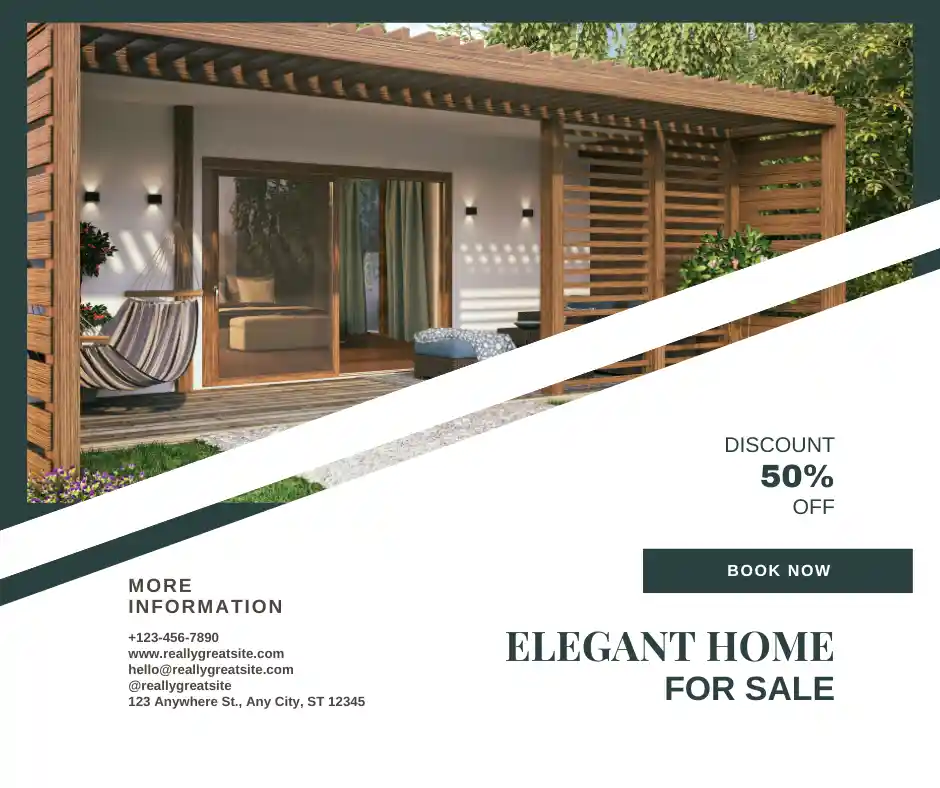 DISCOUNT
50%
OFF
BOOK NOW
MORE
INFORMATION
+123-456-7890
www.reallygreatsite.com
hello@reallygreatsite.com
@reallygreatsite
123 Anywhere St., Any City, ST 12345
ELEGANT HOME
FOR SALE